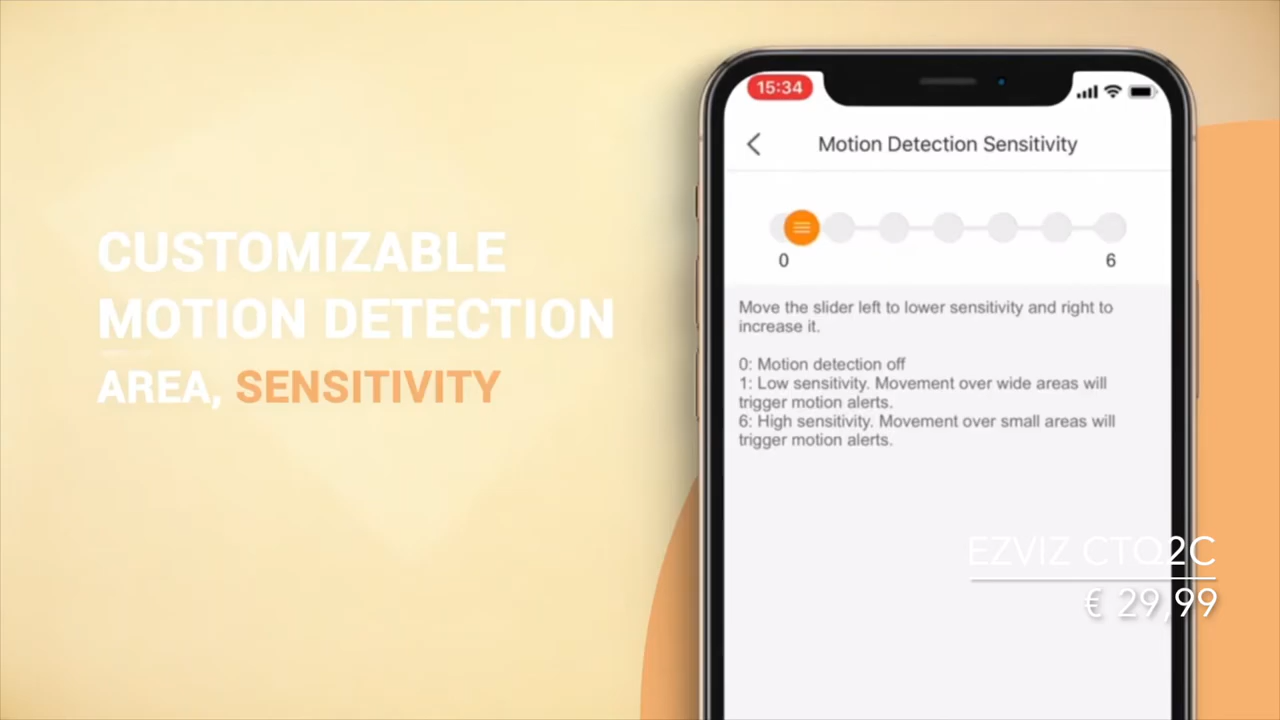 CUSTOMIZABLE
MOTION DETECTION
AREA, SENSITIVITY
15:34
Motion Detection Sensitivity
0 6
Move the slider left to lower sensitivity and right to
increase it.
0: Motion detection off
1: Low sensitivity. Movement over wide areas will
trigger motion alerts.
6: High sensitivity. Movement over small areas will
trigger motion alerts.
EZVIZ CTQ2C
€ 29,99